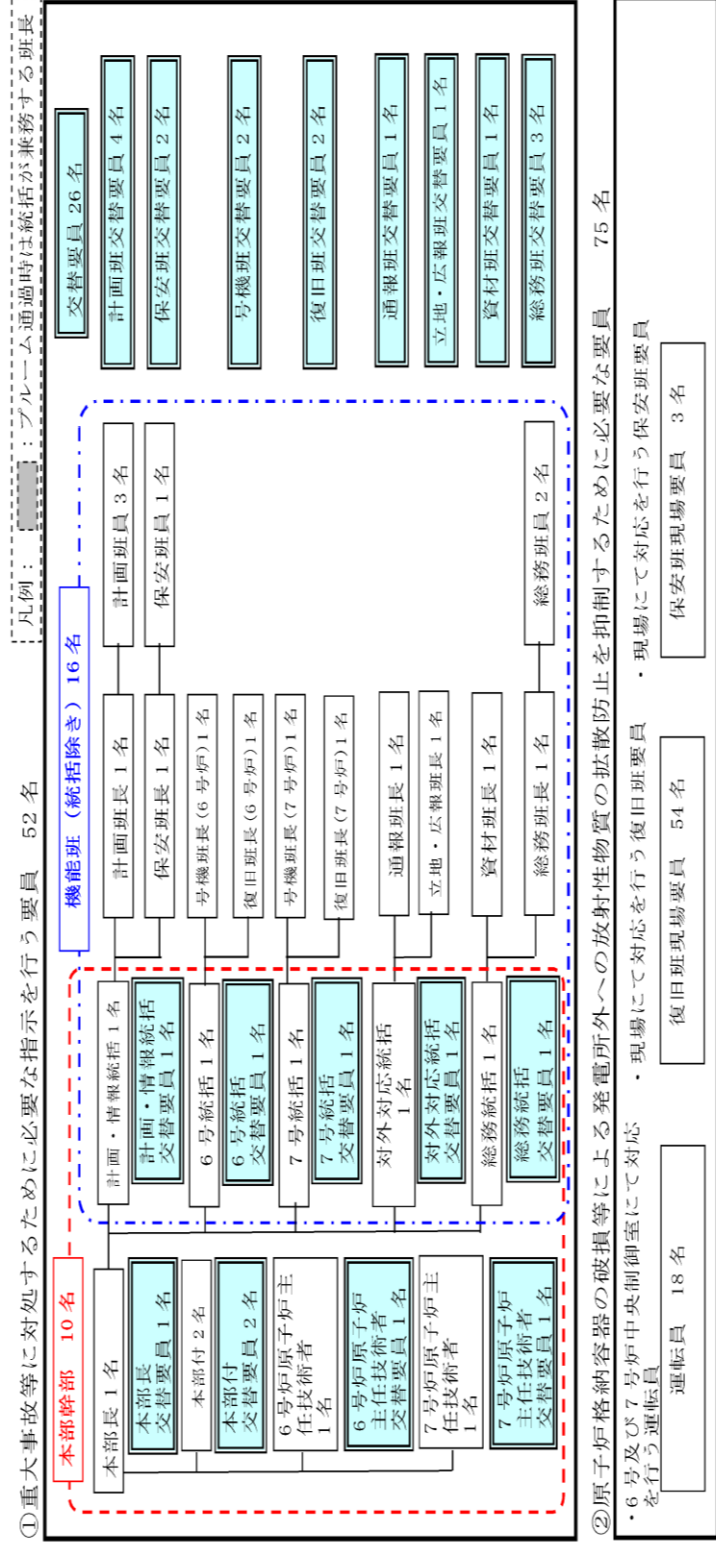 ①重大事故等に対処するために必要な指示を行う要員 52名
凡例：　：プルーム通過時は統括が兼務する班長
本部幹部 10名
機能班（統括除き）16名
交替要員 26名
本部長 1名
本部長
交替要員 1名
本部付 2名
本部付
交替要員 2名
6号炉原子炉主
任技術者
1名
6号炉原子炉
主任技術者
交替要員 1名
7号炉原子炉主
任技術者
1名
7号炉原子炉
主任技術者
交替要員 1名
計画・情報統括 1名
計画・情報統括
交替要員 1名
6号統括 1名
6号統括
交替要員 1名
7号統括 1名
7号統括
交替要員 1名
対外対応統括
1名
対外対応統括
交替要員 1名
総務統括 1名
総務統括
交替要員 1名
計画班長 1名
保安班長 1名
号機班長(6号炉)1名
復旧班長(6号炉)1名
号機班長(7号炉)1名
復旧班長(7号炉)1名
通報班長 1名
立地・広報班長 1名
資材班長 1名
総務班長 1名
計画班員 3名
保安班員 1名
総務班員 2名
計画班交替要員 4名
保安班交替要員 2名
号機班交替要員 2名
復旧班交替要員 2名
通報班交替要員 1名
立地・広報班交替要員 1名
資材班交替要員 1名
総務班交替要員 3名
②原子炉格納容器の破損等による発電所外への放射性物質の拡散防止を抑制するために必要な要員 75名
・6号及び7号炉中央制御室にて対応
を行う運転員
運転員 18名
・現場にて対応を行う復旧班要員
復旧班現場要員 54名
・現場にて対応を行う保安班要員
保安班現場要員 3名